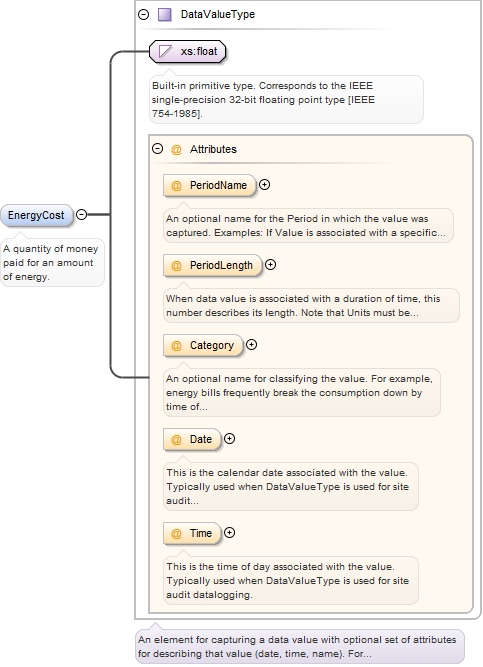 DataValueType
xs:float
Built-in primitive type. Corresponds to the IEEE
single-precision 32-bit floating point type [IEEE
754-1985].
@ Attributes
@ PeriodName
An optional name for the Period in which the value was
captured. Examples: If Value is associated with a specific...
EnergyCost
A quantity of money
paid for an amount
of energy.
@ PeriodLength
When data value is associated with a duration of time, this
number describes its length. Note that Units must be...
@ Category
An optional name for classifying the value. For example,
energy bills frequently break the consumption down by
time of...
@ Date
This is the calendar date associated with the value.
Typically used when DataValueType is used for site
audit...
@ Time
This is the time of day associated with the value.
Typically used when DataValueType is used for site
audit datalogging.
An element for capturing a data value with optional set of attributes
for describing that value (date, time, name). For...